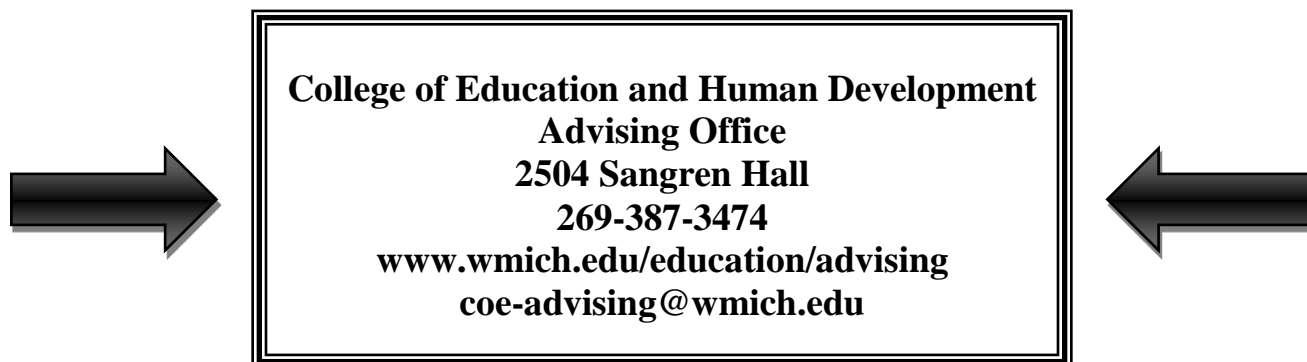 College of Education and Human Development
Advising Office
2504 Sangren Hall
269-387-3474
www.wmich.edu/education/advising
coe-advising@wmich.edu